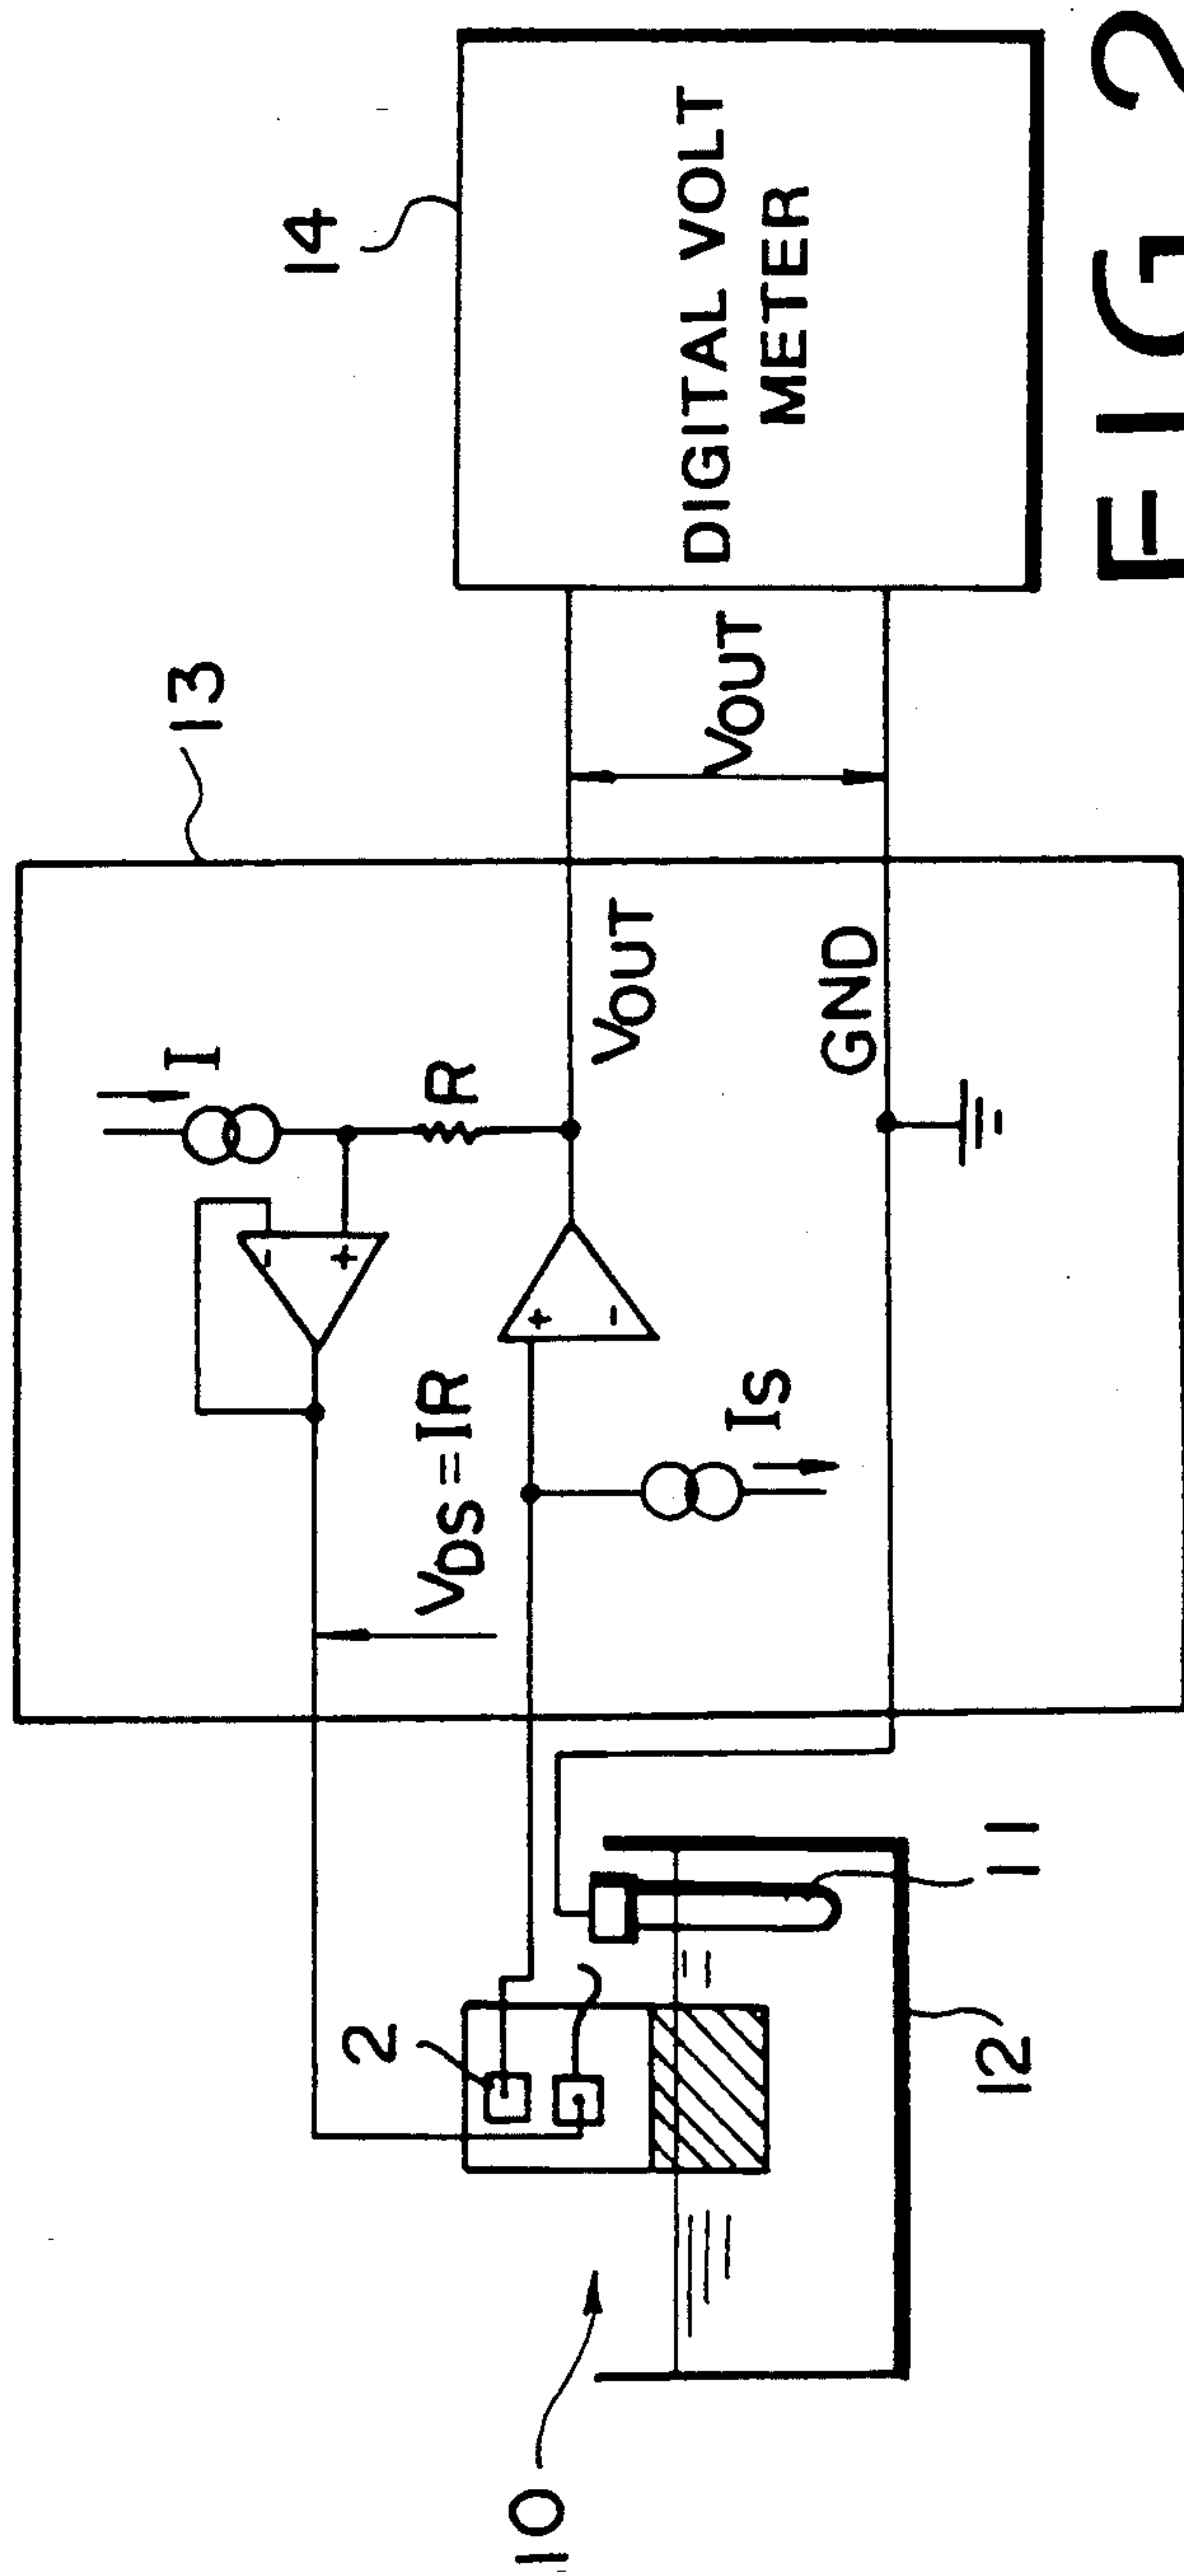 14
DIGITAL VOLT
METER
13
I
R
VOUT
VOUT
- +
VDS = IR
+ -
IS
GND
2
10
11
12
FIG 2